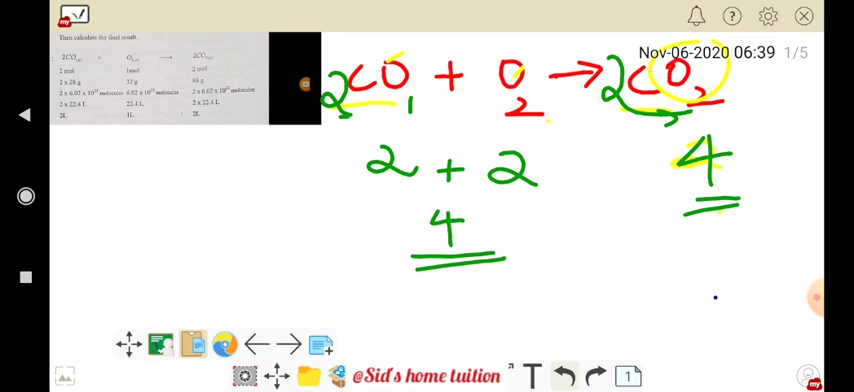 Then calculate the final result.
2CO(g) + O2(g) → 2CO2(g)
2 mol 1mol 2 mol
2 x 28 g 32 g 88 g
2 x 6.02 x 10²³ molecules 6.02 x 10²³ molecules 2 x 6.02 x 10²³ molecules
2 x 22.4 L 22.4 L 2 x 22.4 L
2L 1L 2L
Nov-06-2020 06:39 1/5
2CO + O2 → 2CO2
1
2 + 2 4
4
@Sid's home tuition T 1
my
my